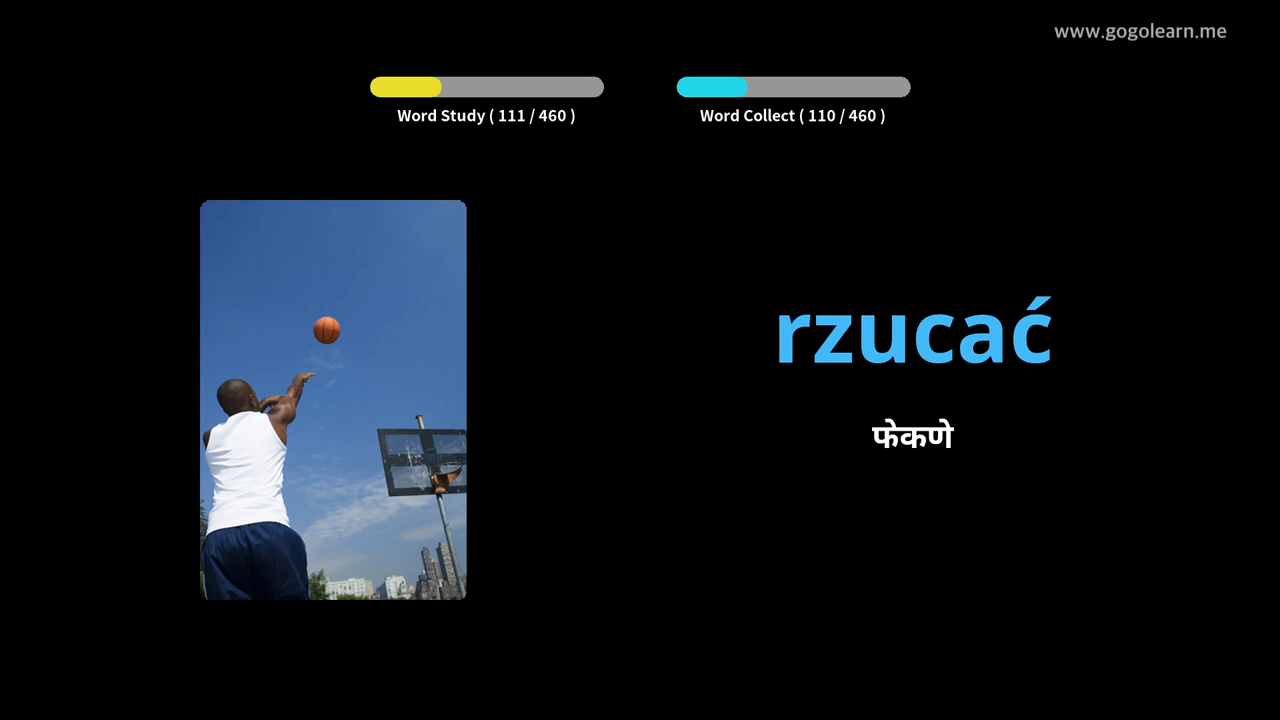 www.gogolearn.me
Word Study ( 111 / 460 )
Word Collect ( 110 / 460 )
rzucać
फेकणे